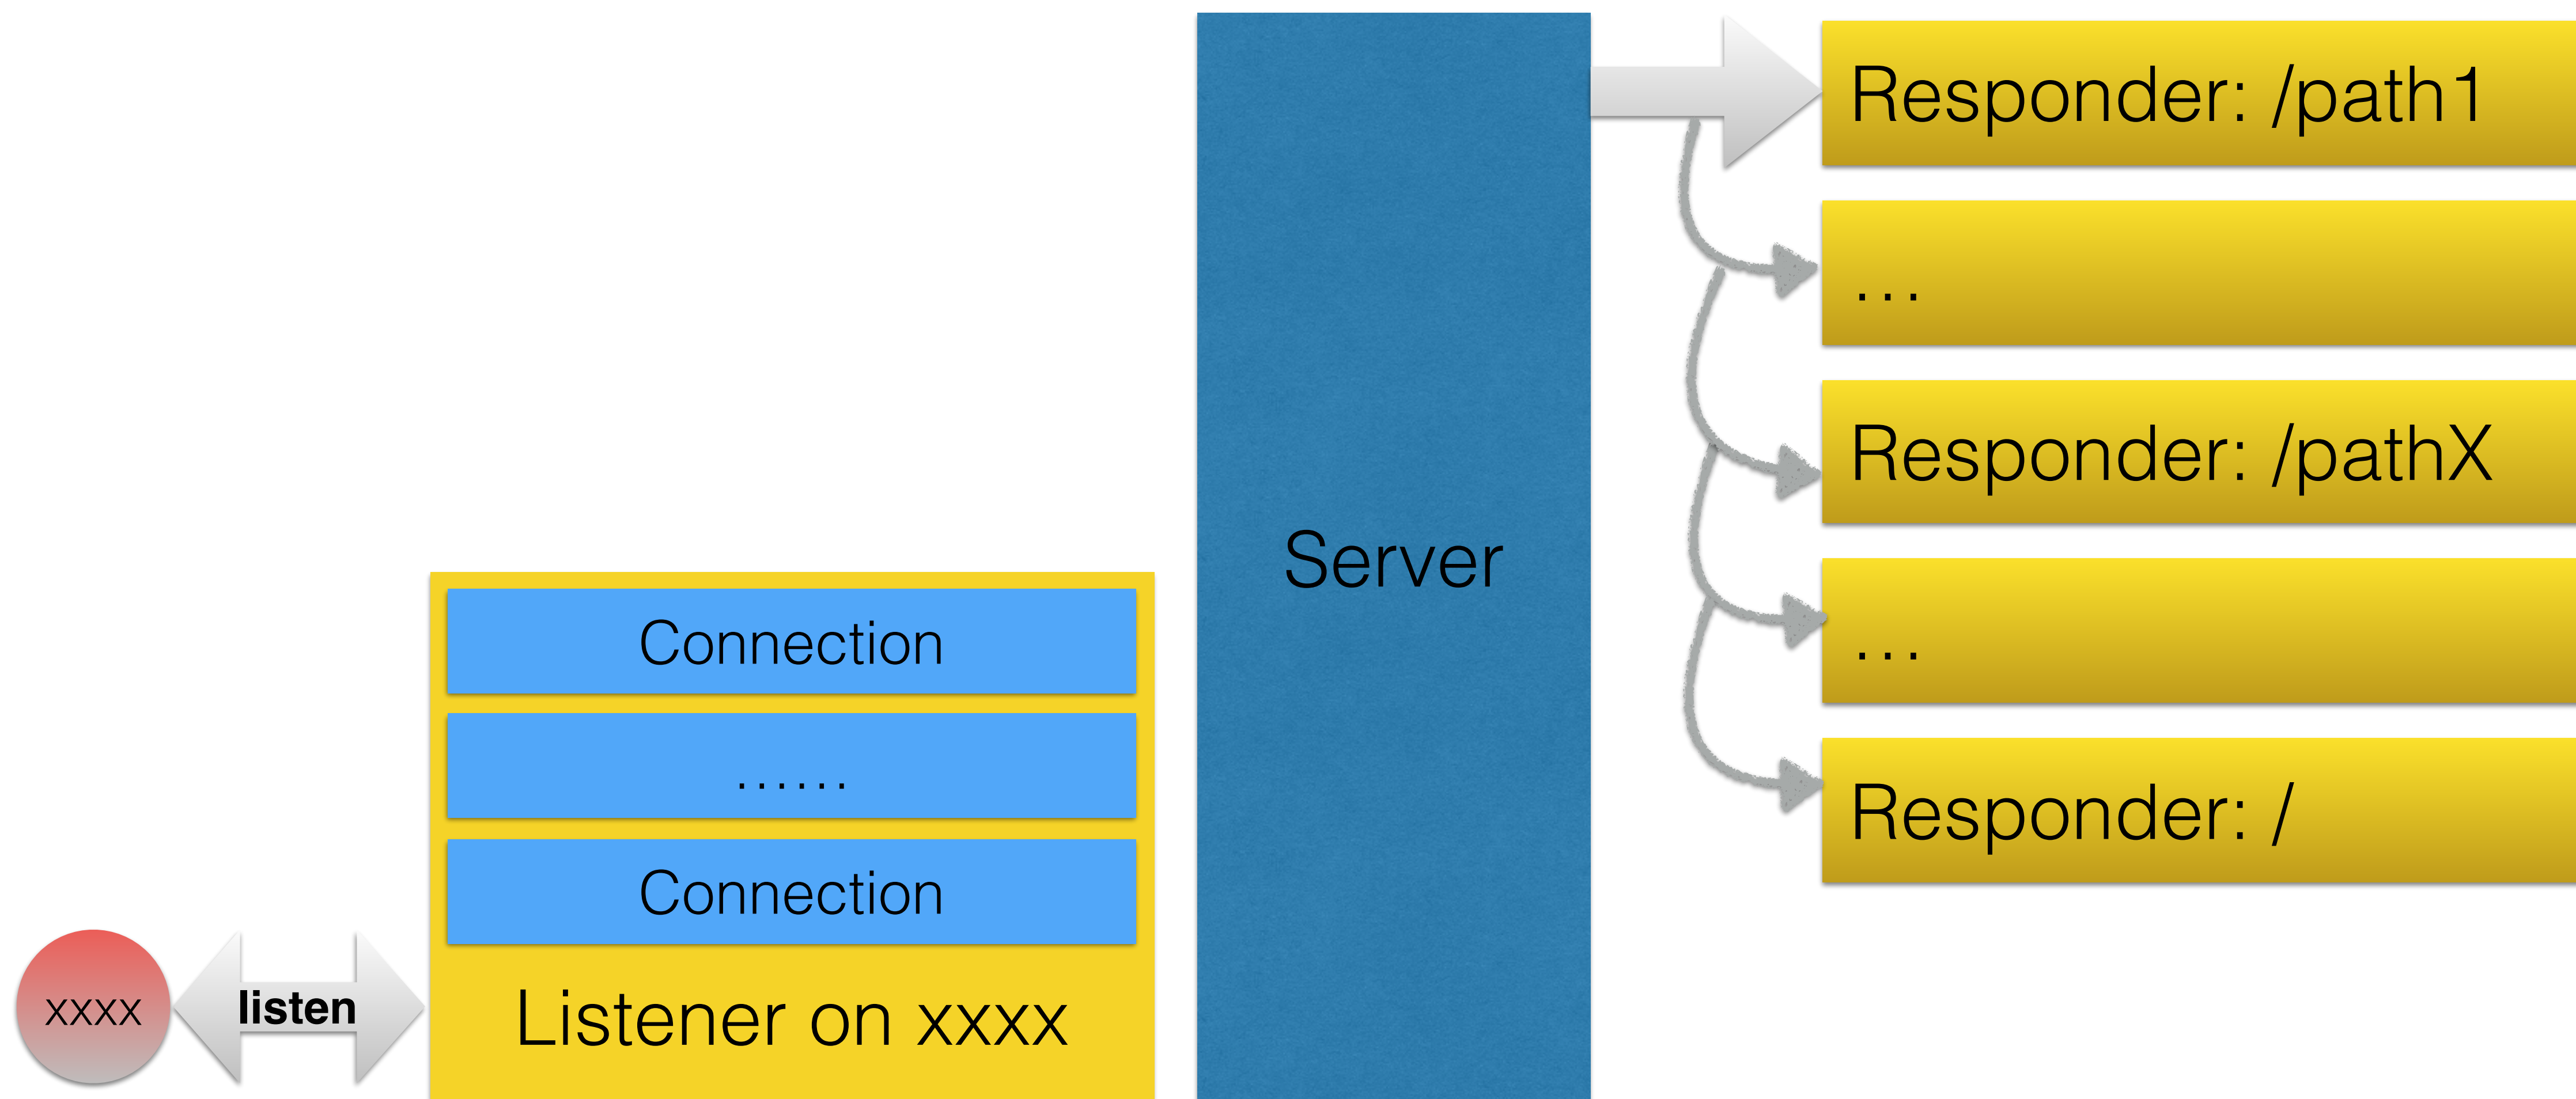 Responder: /path1
...
Responder: /pathX
Server
Connection
...
......
Responder: /
Connection
xxxx
listen
Listener on xxxx